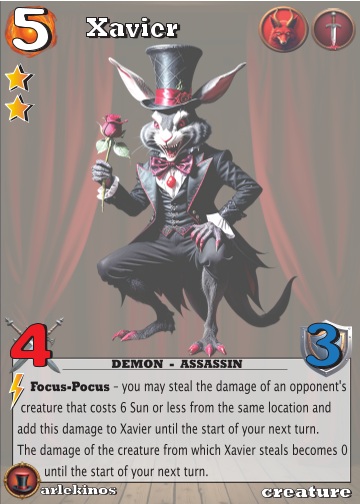 5 Xavier
4
3
DEMON - ASSASSIN
Focus-Pocus - you may steal the damage of an opponent's
creature that costs 6 Sun or less from the same location and
add this damage to Xavier until the start of your next turn.
The damage of the creature from which Xavier steals becomes 0
until the start of your next turn.
arlekinos
creature